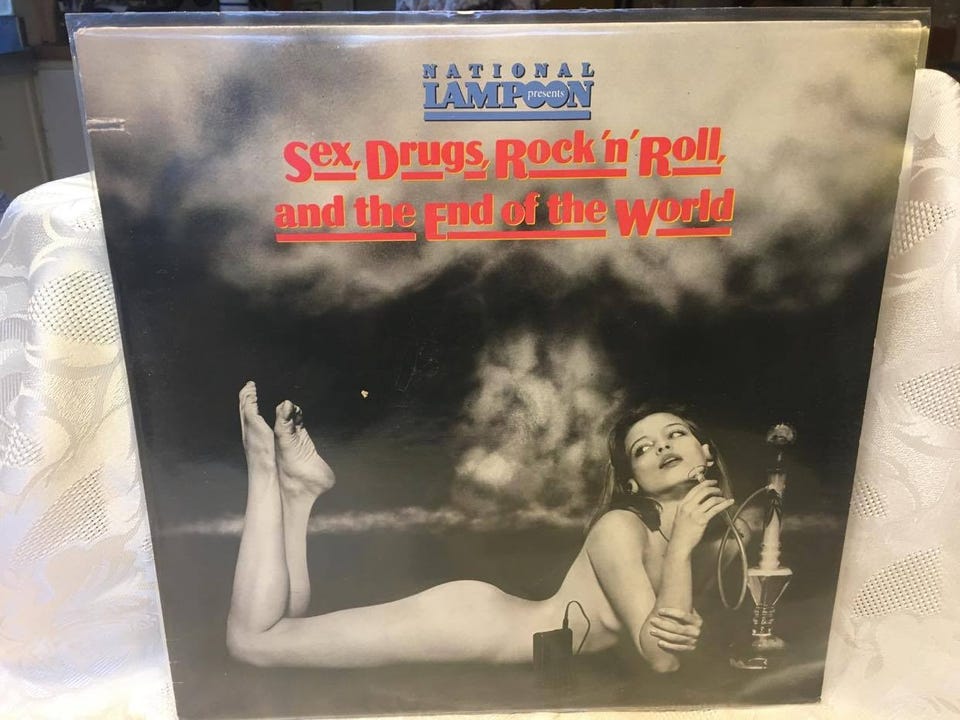 NATIONAL
LAMPOON
presents
Sex, Drugs, Rock 'n' Roll,
and the End of the World